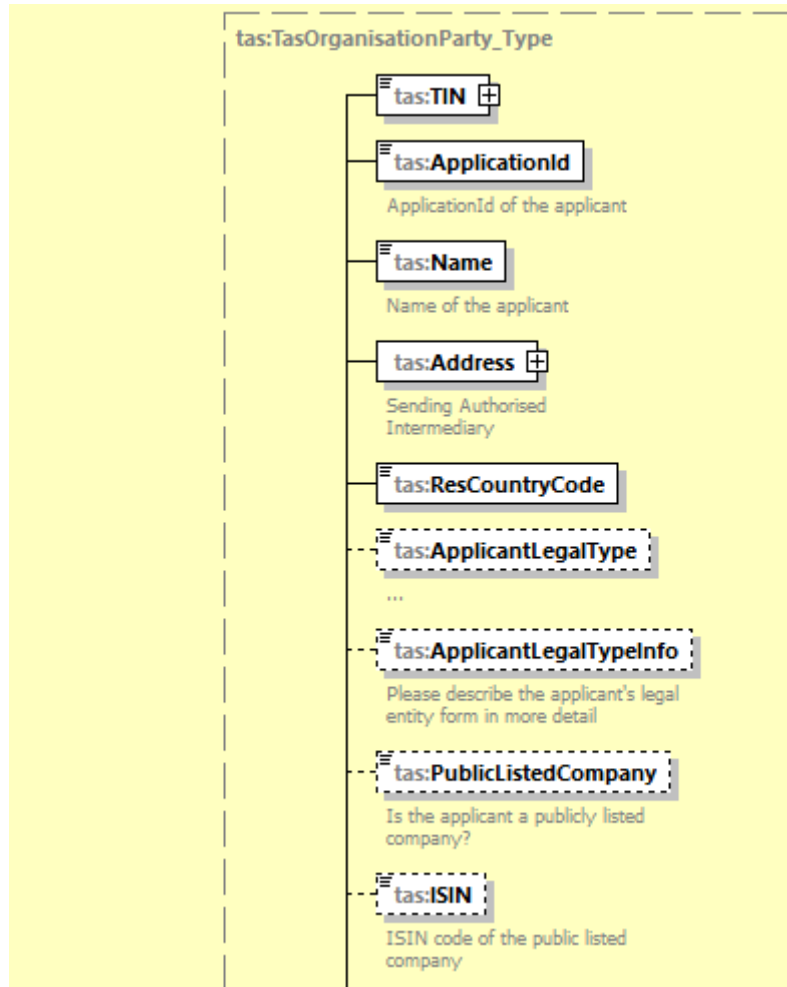 tas:TasOrganisationParty_Type
tas:TIN
tas:ApplicationId
ApplicationId of the applicant
tas:Name
Name of the applicant
tas:Address
Sending Authorised
Intermediary
tas:ResCountryCode
tas:ApplicantLegalType
...
tas:ApplicantLegalTypeInfo
Please describe the applicant's legal
entity form in more detail
tas:PublicListedCompany
Is the applicant a publicly listed
company?
tas:ISIN
ISIN code of the public listed
company